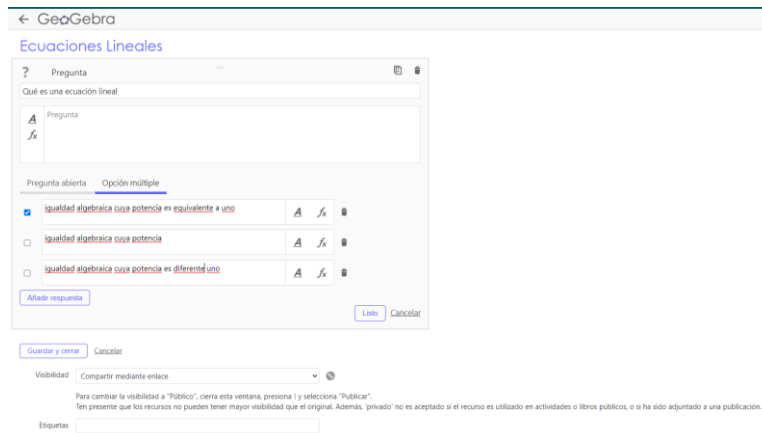 ← GeoGebra
Ecuaciones Lineales
? Pregunta
Qué es una ecuación lineal
A Pregunta
fx
Pregunta abierta Opción múltiple
igualdad algebraica cuya potencia es equivalente a uno A fx
igualdad algebraica cuya potencia A fx
igualdad algebraica cuya potencia es diferente uno A fx
Añadir respuesta
Listo Cancelar
Guardar y cerrar Cancelar
Visibilidad Compartir mediante enlace
Para cambiar la visibilidad a "Público", cierra esta ventana, presiona ⁝ y selecciona "Publicar".
Ten presente que los recursos no pueden tener mayor visibilidad que el original. Además, 'privado' no es aceptado si el recurso es utilizado en actividades o libros públicos, o si ha sido adjuntado a una publicación.
Etiquetas